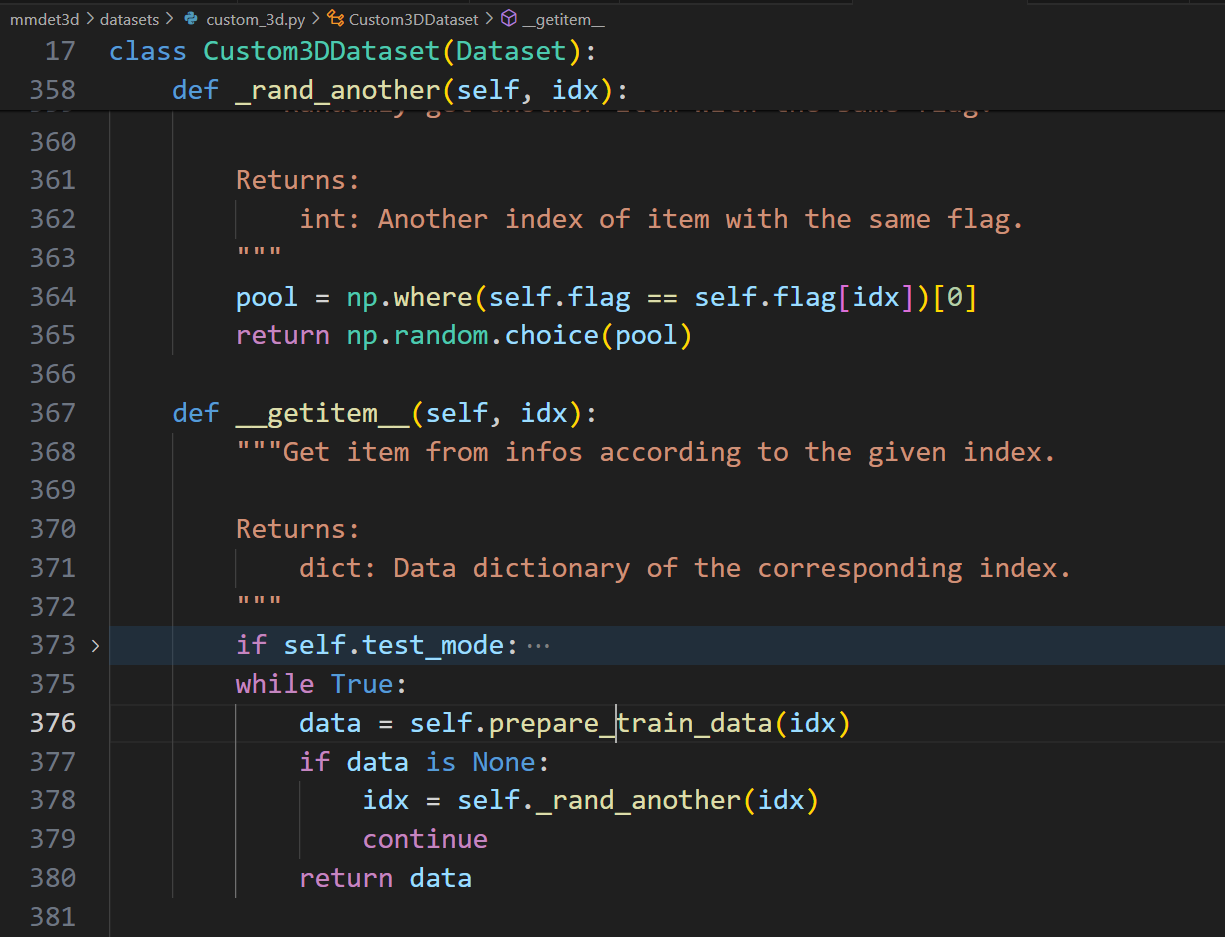 mmdet3d > datasets > custom_3d.py > Custom3DDataset > __getitem__
17 class Custom3DDataset(Dataset):
358 def _rand_another(self, idx):
360
361 Returns:
362 int: Another index of item with the same flag.
363 """
364 pool = np.where(self.flag == self.flag[idx])[0]
365 return np.random.choice(pool)
366
367 def __getitem__(self, idx):
368 """Get item from infos according to the given index.
369
370 Returns:
371 dict: Data dictionary of the corresponding index.
372 """
373 > if self.test_mode:···
375 while True:
376 data = self.prepare_train_data(idx)
377 if data is None:
378 idx = self._rand_another(idx)
379 continue
380 return data
381